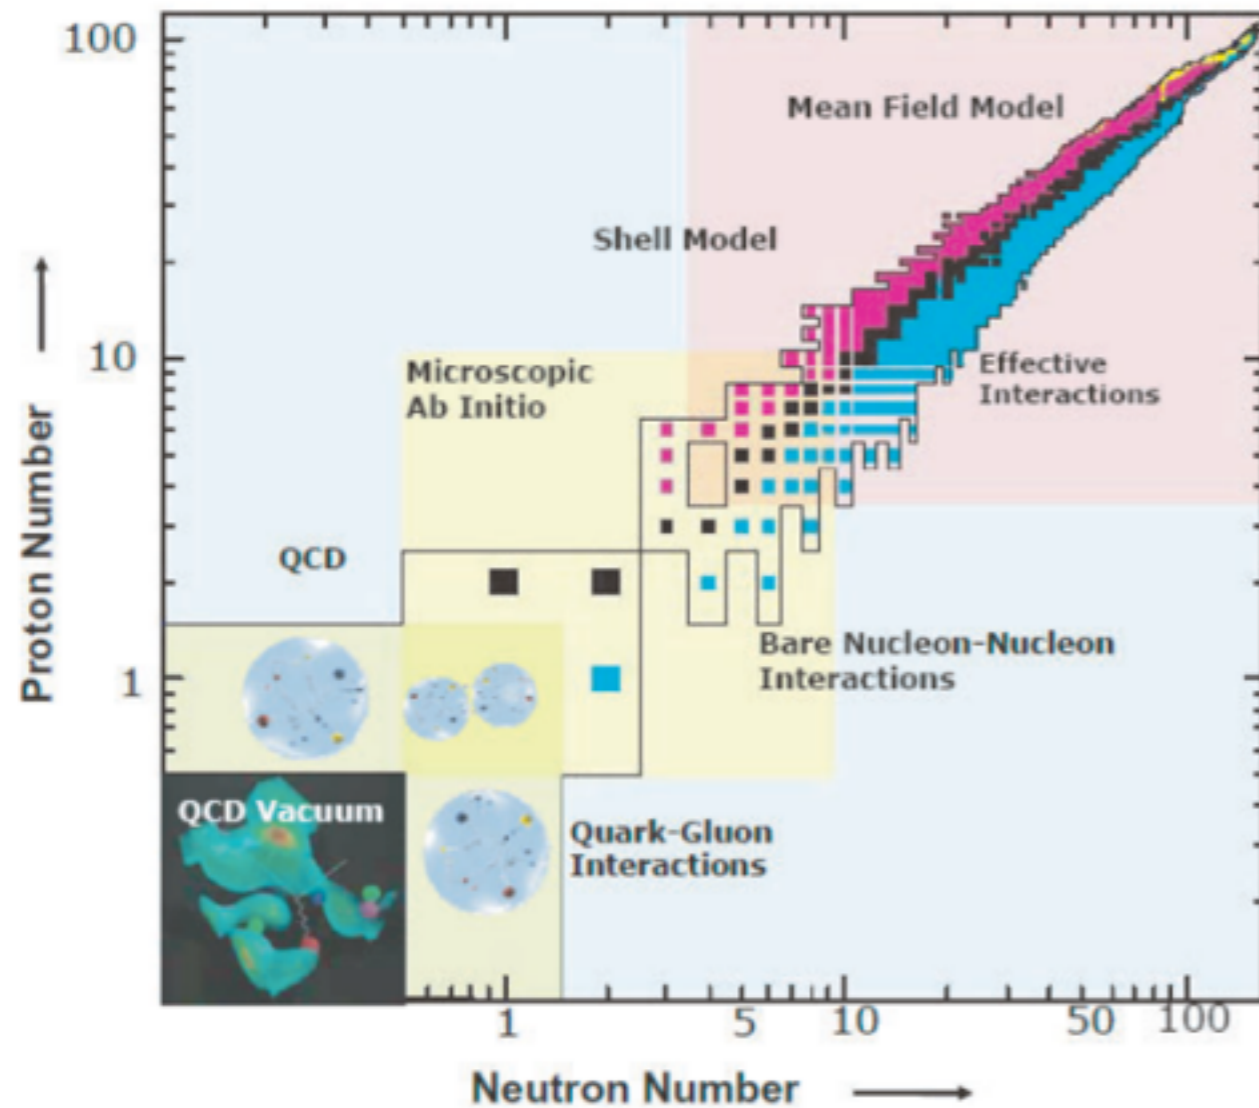 100
Mean Field Model
Shell Model
10
Microscopic
Ab Initio
Effective
Interactions
QCD
Bare Nucleon-Nucleon
Interactions
1
QCD Vacuum
Quark-Gluon
Interactions
1 5 10 50 100
Proton Number
Neutron Number